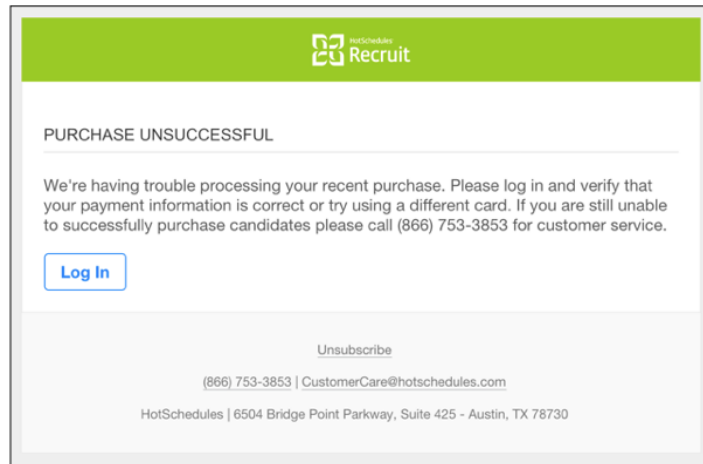 HotSchedules
Recruit
PURCHASE UNSUCCESSFUL
We're having trouble processing your recent purchase. Please log in and verify that
your payment information is correct or try using a different card. If you are still unable
to successfully purchase candidates please call (866) 753-3853 for customer service.
Log In
Unsubscribe
(866) 753-3853 | CustomerCare@hotschedules.com
HotSchedules | 6504 Bridge Point Parkway, Suite 425 - Austin, TX 78730